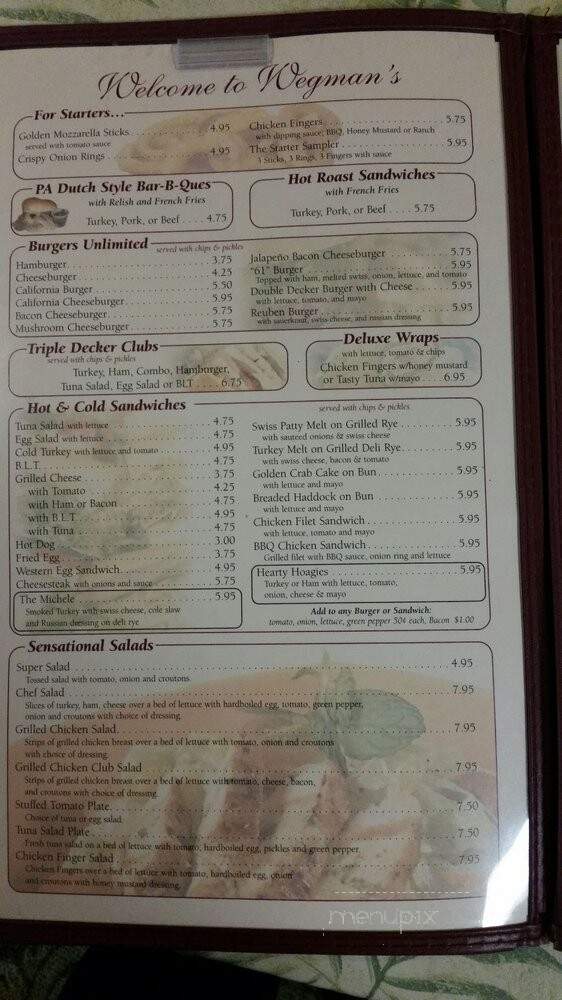 Welcome to Wegman's
For Starters...
Golden Mozzarella Sticks 4.95
served with tomato sauce
Crispy Onion Rings 4.95
Chicken Fingers 5.75
with dipping sauce; BBQ, Honey Mustard or Ranch
The Starter Sampler 5.95
3 Sticks, 3 Rings, 3 Fingers with sauce
PA Dutch Style Bar-B-Ques
with Relish and French Fries
Turkey, Pork, or Beef .... 4.75
Hot Roast Sandwiches
with French Fries
Turkey, Pork, or Beef .... 5.75
Burgers Unlimited served with chips & pickles
Hamburger 3.75
Cheeseburger 4.25
California Burger 5.50
California Cheeseburger 5.95
Bacon Cheeseburger 5.75
Mushroom Cheeseburger 5.75
Jalapeño Bacon Cheeseburger 5.75
"61" Burger 5.95
Topped with ham, melted swiss, onion, lettuce, and tomato
Double Decker Burger with Cheese 5.95
with lettuce, tomato, and mayo
Reuben Burger 5.95
with sauerkraut, swiss cheese, and russian dressing
Triple Decker Clubs
served with chips & pickles
Turkey, Ham, Combo, Hamburger,
Tuna Salad, Egg Salad or BLT .... 6.75
Deluxe Wraps
with lettuce, tomato & chips
Chicken Fingers w/honey mustard
or Tasty Tuna w/mayo .... 6.95
Hot & Cold Sandwiches
served with chips & pickles
Tuna Salad with lettuce 4.75
Egg Salad with lettuce 4.75
Cold Turkey with lettuce and tomato 4.95
B.L.T. 4.75
Grilled Cheese 3.75
with Tomato 4.25
with Ham or Bacon 4.75
with B.L.T. 4.95
with Tuna 4.75
Hot Dog 3.00
Fried Egg 3.75
Western Egg Sandwich 4.95
Cheesesteak with onions and sauce 5.75
The Michele 5.95
Smoked Turkey with swiss cheese, cole slaw
and Russian dressing on deli rye
Swiss Patty Melt on Grilled Rye 5.95
with sauteed onions & swiss cheese
Turkey Melt on Grilled Deli Rye 5.95
with swiss cheese, bacon & tomato
Golden Crab Cake on Bun 5.95
with lettuce and mayo
Breaded Haddock on Bun 5.95
with lettuce and mayo
Chicken Filet Sandwich 5.95
with lettuce, tomato and mayo
BBQ Chicken Sandwich 5.95
Grilled filet with BBQ sauce, onion ring and lettuce
Hearty Hoagies 5.95
Turkey or Ham with lettuce, tomato,
onion, cheese & mayo
Add to any Burger or Sandwich:
tomato, onion, lettuce, green pepper 50¢ each, Bacon $1.00
Sensational Salads
Super Salad 4.95
Tossed salad with tomato, onion and croutons.
Chef Salad 7.95
Slices of turkey, ham, cheese over a bed of lettuce with hardboiled egg, tomato, green pepper,
onion and croutons with choice of dressing.
Grilled Chicken Salad 7.95
Strips of grilled chicken breast over a bed of lettuce with tomato, onion and croutons
with choice of dressing.
Grilled Chicken Club Salad 7.95
Strips of grilled chicken breast over a bed of lettuce with tomato, cheese, bacon,
and croutons with choice of dressing.
Stuffed Tomato Plate 7.50
Choice of tuna or egg salad.
Tuna Salad Plate 7.50
Fresh tuna salad on a bed of lettuce with tomato, hardboiled egg, pickles and green pepper.
Chicken Finger Salad 7.95
Chicken Fingers over a bed of lettuce with tomato, hardboiled egg, onion
and croutons with honey mustard dressing.
menupix